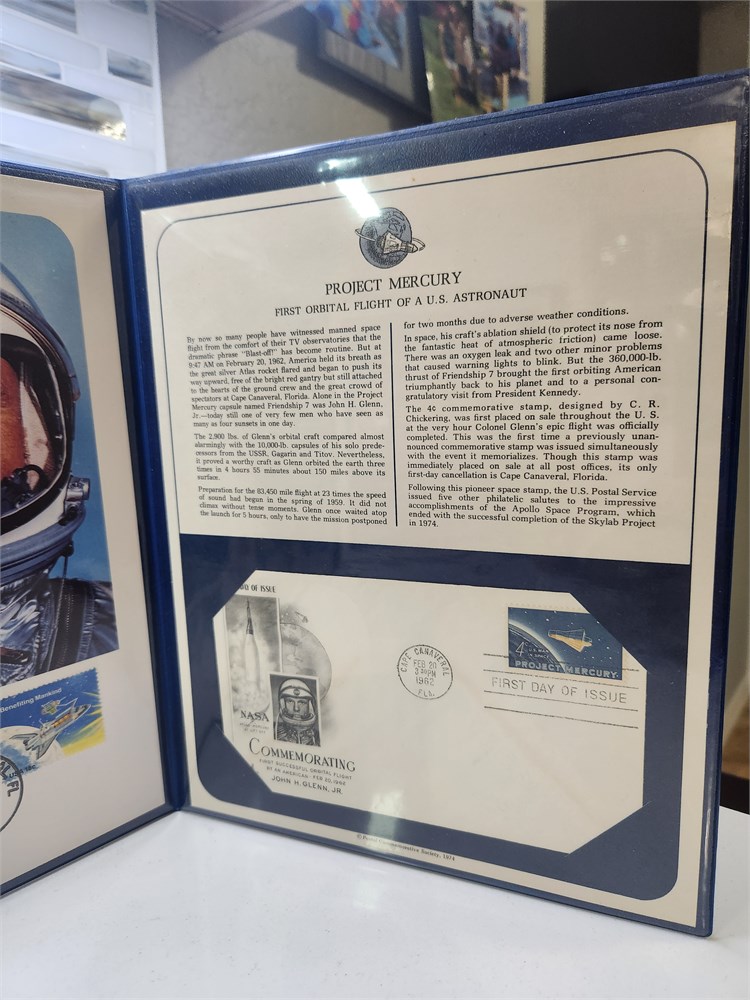 PROJECT MERCURY
FIRST ORBITAL FLIGHT OF A U.S. ASTRONAUT
By now so many people have witnessed manned space
flight from the comfort of their TV observatories that the
dramatic phrase "Blast-off!" has become routine. But at
9:47 AM on February 20, 1962, America held its breath as
the great silver Atlas rocket flared and began to push its
way upward, free of the bright red gantry but still attached
to the hearts of the ground crew and the great crowd of
spectators at Cape Canaveral, Florida. Alone in the Project
Mercury capsule named Friendship 7 was John H. Glenn,
Jr.—today still one of very few men who have seen as
many as four sunsets in one day.
The 2,900 lbs. of Glenn's orbital craft compared almost
alarmingly with the 10,000-lb. capsules of his solo prede-
cessors from the USSR, Gagarin and Titov. Nevertheless,
it proved a worthy craft as Glenn orbited the earth three
times in 4 hours 55 minutes about 150 miles above its
surface.
Preparation for the 83,450 mile flight at 23 times the speed
of sound had begun in the spring of 1959. It did not
climax without tense moments. Glenn once waited atop
the launch for 5 hours, only to have the mission postponed
for two months due to adverse weather conditions.
In space, his craft's ablation shield (to protect its nose from
the fantastic heat of atmospheric friction) came loose.
There was an oxygen leak and two other minor problems
that caused warning lights to blink. But the 360,000-lb.
thrust of Friendship 7 brought the first orbiting American
triumphantly back to his planet and to a personal con-
gratulatory visit from President Kennedy.
The 4¢ commemorative stamp, designed by C. R.
Chickering, was first placed on sale throughout the U. S.
at the very hour Colonel Glenn's epic flight was officially
completed. This was the first time a previously unan-
nounced commemorative stamp was issued simultaneously
with the event it memorializes. Though this stamp was
immediately placed on sale at all post offices, its only
first-day cancellation is Cape Canaveral, Florida.
Following this pioneer space stamp, the U.S. Postal Service
issued five other philatelic salutes to the impressive
accomplishments of the Apollo Space Program, which
ended with the successful completion of the Skylab Project
in 1974.
DAY OF ISSUE
NASA
COMMEMORATING
FIRST SUCCESSFUL ORBITAL FLIGHT
BY AN AMERICAN - FEB 20, 1962
JOHN H. GLENN, JR.
CAPE CANAVERAL
FEB 20
PM
1962
FLA.
4¢
U.S. MAN
IN SPACE
PROJECT MERCURY
FIRST DAY OF ISSUE
© Postal Commemorative Society, 1974
Benefiting Mankind
FL